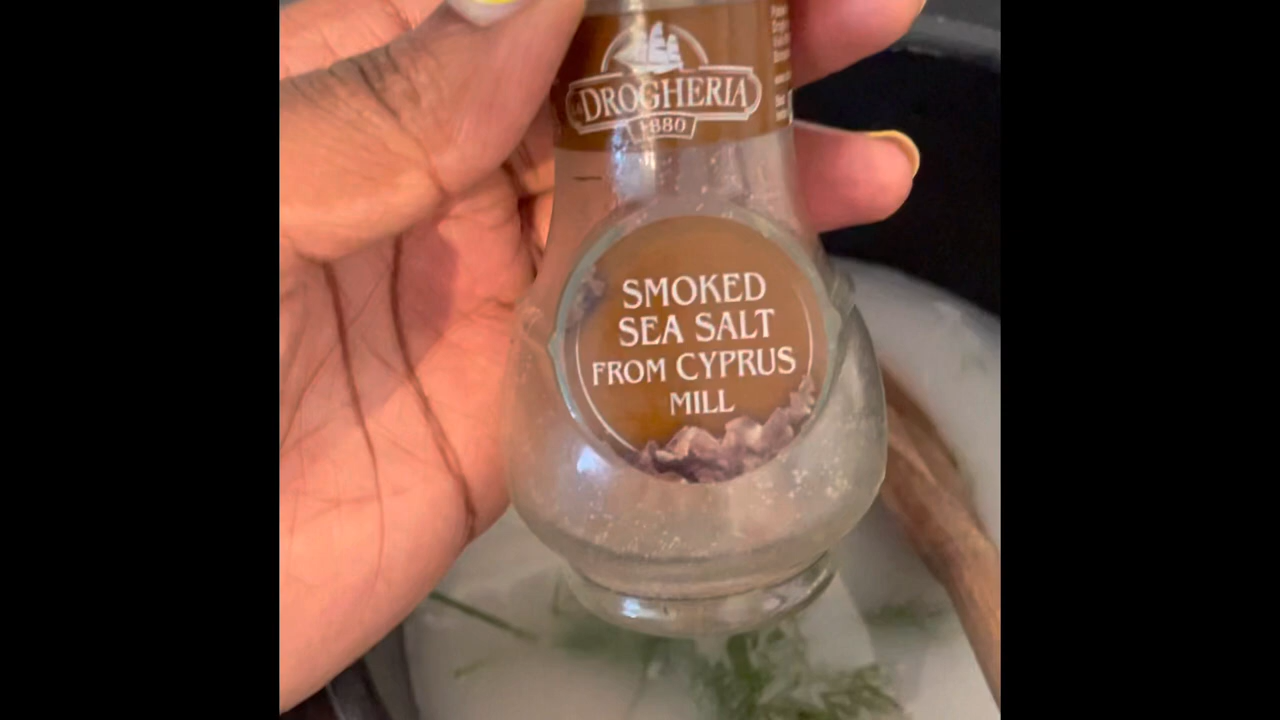 DROGHERIA
1880
SMOKED
SEA SALT
FROM CYPRUS
MILL